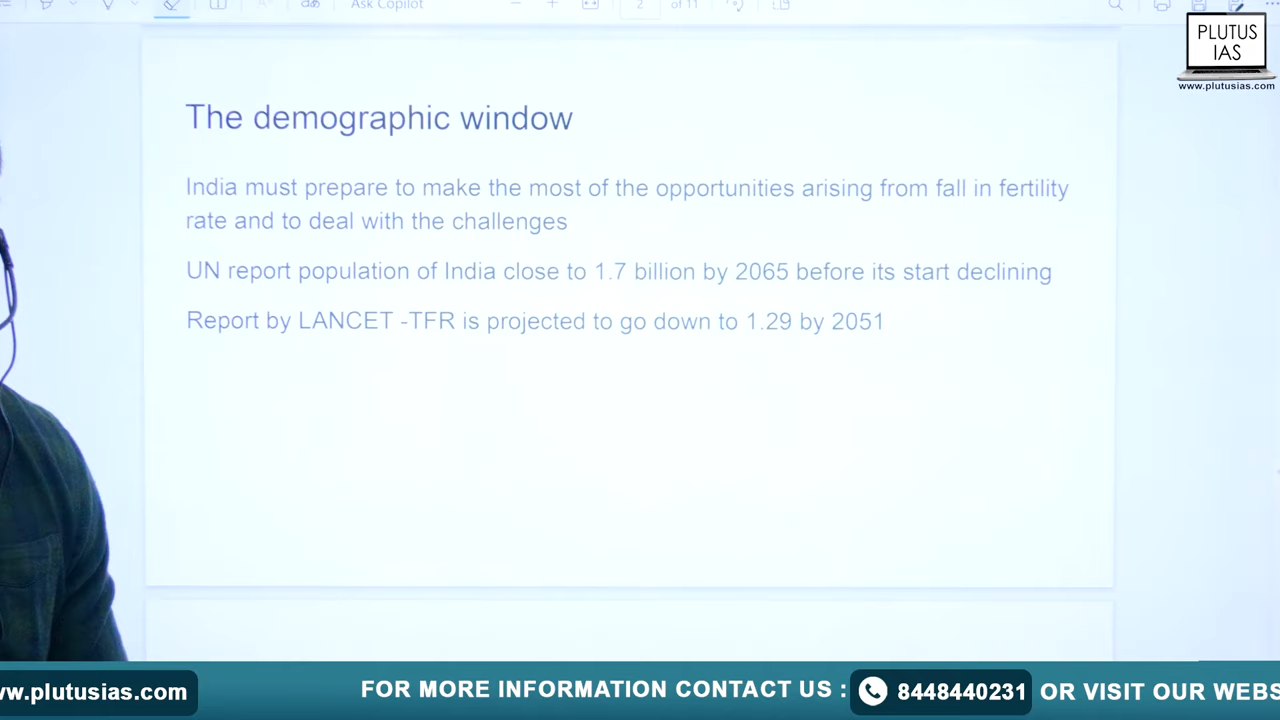 Ask Copilot
2
of 11
PLUTUS
IAS
www.plutusias.com
The demographic window
India must prepare to make the most of the opportunities arising from fall in fertility
rate and to deal with the challenges
UN report population of India close to 1.7 billion by 2065 before its start declining
Report by LANCET -TFR is projected to go down to 1.29 by 2051
ww.plutusias.com
FOR MORE INFORMATION CONTACT US :
8448440231
OR VISIT OUR WEBS